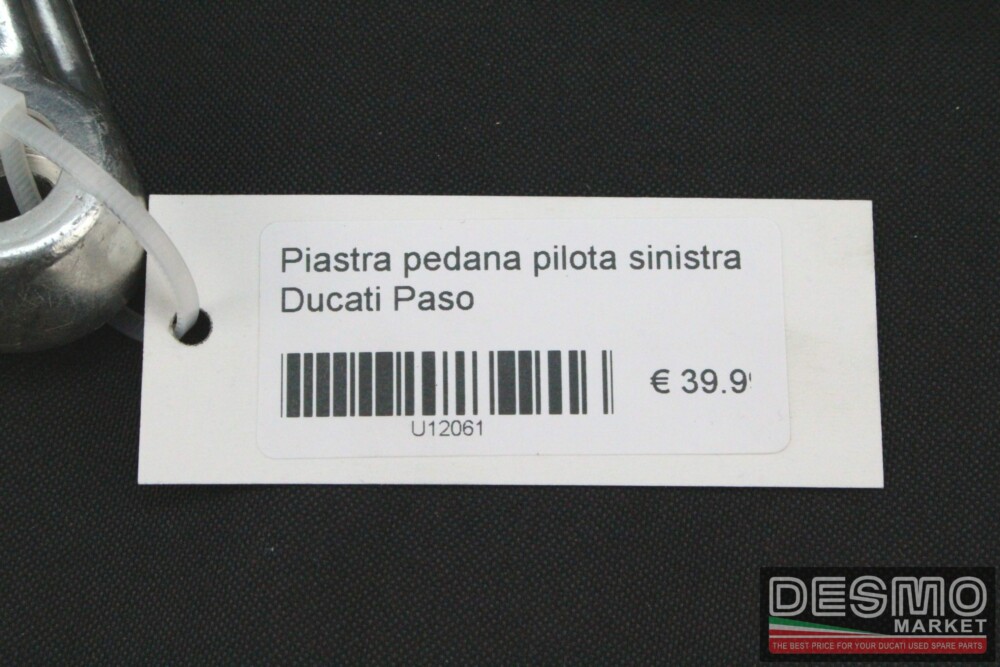 Piastra pedana pilota sinistra
Ducati Paso
€ 39.9
U12061
DESMO
MARKET
THE BEST PRICE FOR YOUR DUCATI USED SPARE PARTS